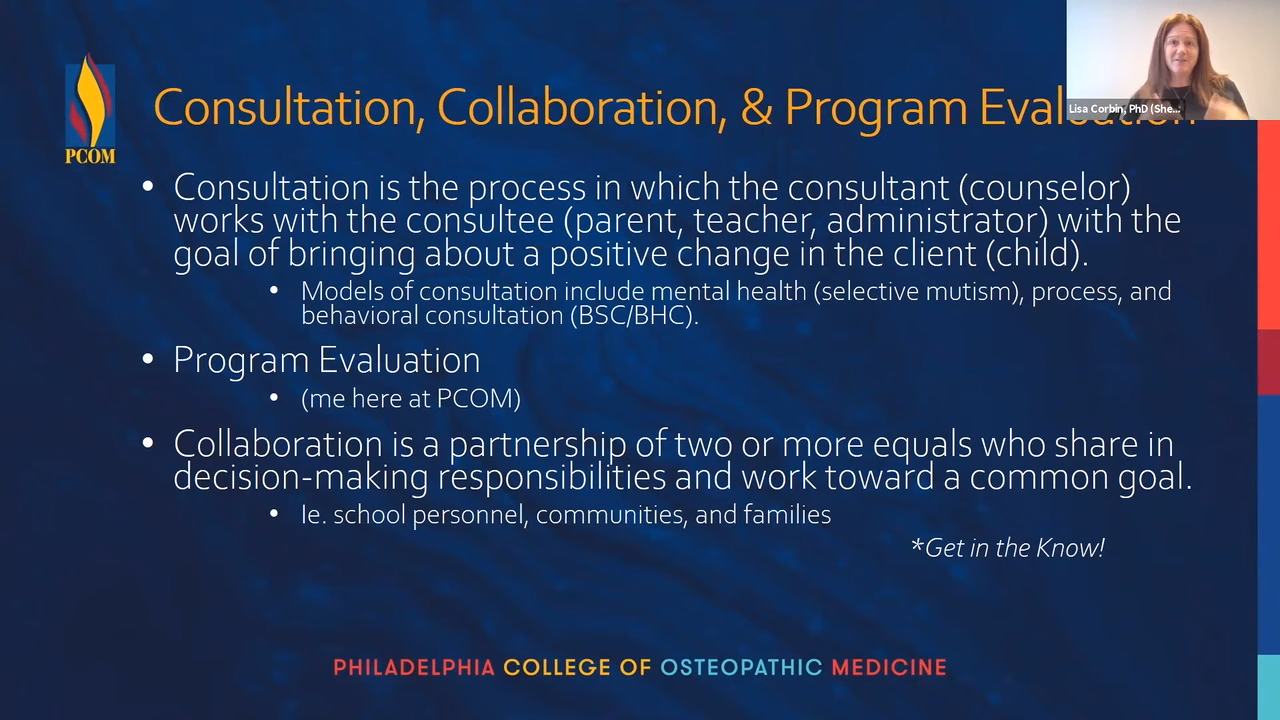 Lisa Corbin, PhD (She...
PCOM
Consultation, Collaboration, & Program Evaluation
• Consultation is the process in which the consultant (counselor)
works with the consultee (parent, teacher, administrator) with the
goal of bringing about a positive change in the client (child).
• Models of consultation include mental health (selective mutism), process, and
behavioral consultation (BSC/BHC).
• Program Evaluation
• (me here at PCOM)
• Collaboration is a partnership of two or more equals who share in
decision-making responsibilities and work toward a common goal.
• Ie. school personnel, communities, and families
*Get in the Know!
PHILADELPHIA COLLEGE OF OSTEOPATHIC MEDICINE